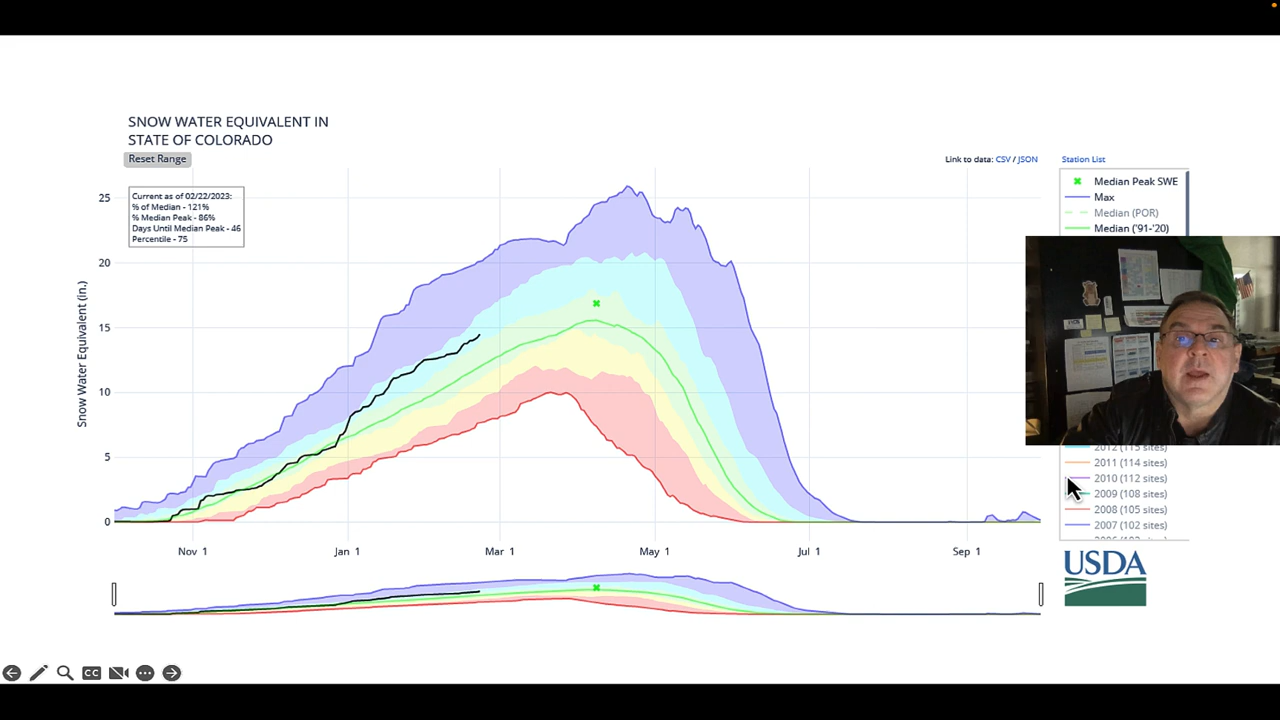 SNOW WATER EQUIVALENT IN
STATE OF COLORADO
Reset Range
Link to data: CSV / JSON
Station List
Current as of 02/22/2023:
% of Median - 121%
% Median Peak - 86%
Days Until Median Peak - 46
Percentile - 75
Median Peak SWE
Max
Median (POR)
Median ('91-'20)
2012 (115 sites)
2011 (114 sites)
2010 (112 sites)
2009 (108 sites)
2008 (105 sites)
2007 (102 sites)
Snow Water Equivalent (in.)
25
20
15
10
5
0
Nov 1
Jan 1
Mar 1
May 1
Jul 1
Sep 1
USDA
CC